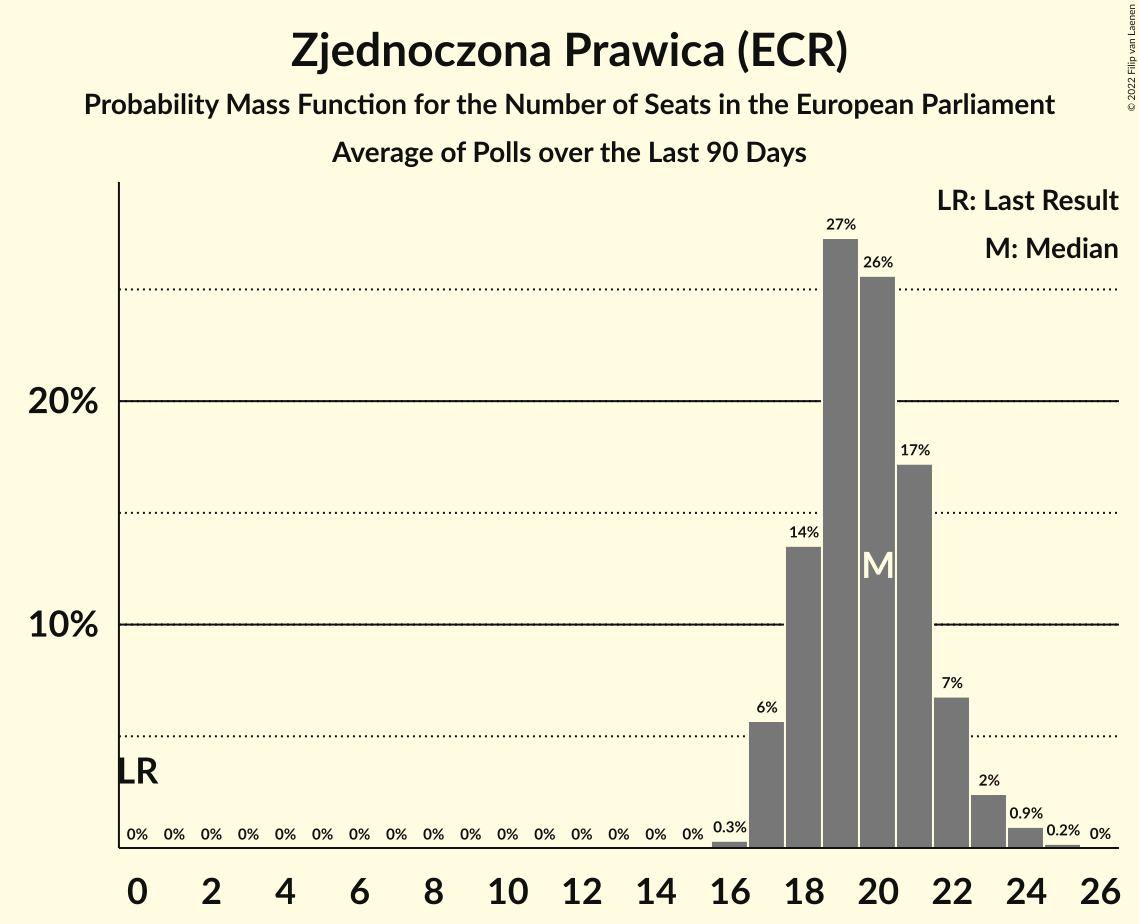 Zjednoczona Prawica (ECR)
Probability Mass Function for the Number of Seats in the European Parliament
Average of Polls over the Last 90 Days
© 2022 Filip van Laenen
LR: Last Result
M: Median
27%
26%
20%
17%
14%
M
10%
7%
6%
LR
2%
0% 0% 0% 0% 0% 0% 0% 0% 0% 0% 0% 0% 0% 0% 0% 0% 0.3% 0.9% 0.2% 0%
0 2 4 6 8 10 12 14 16 18 20 22 24 26